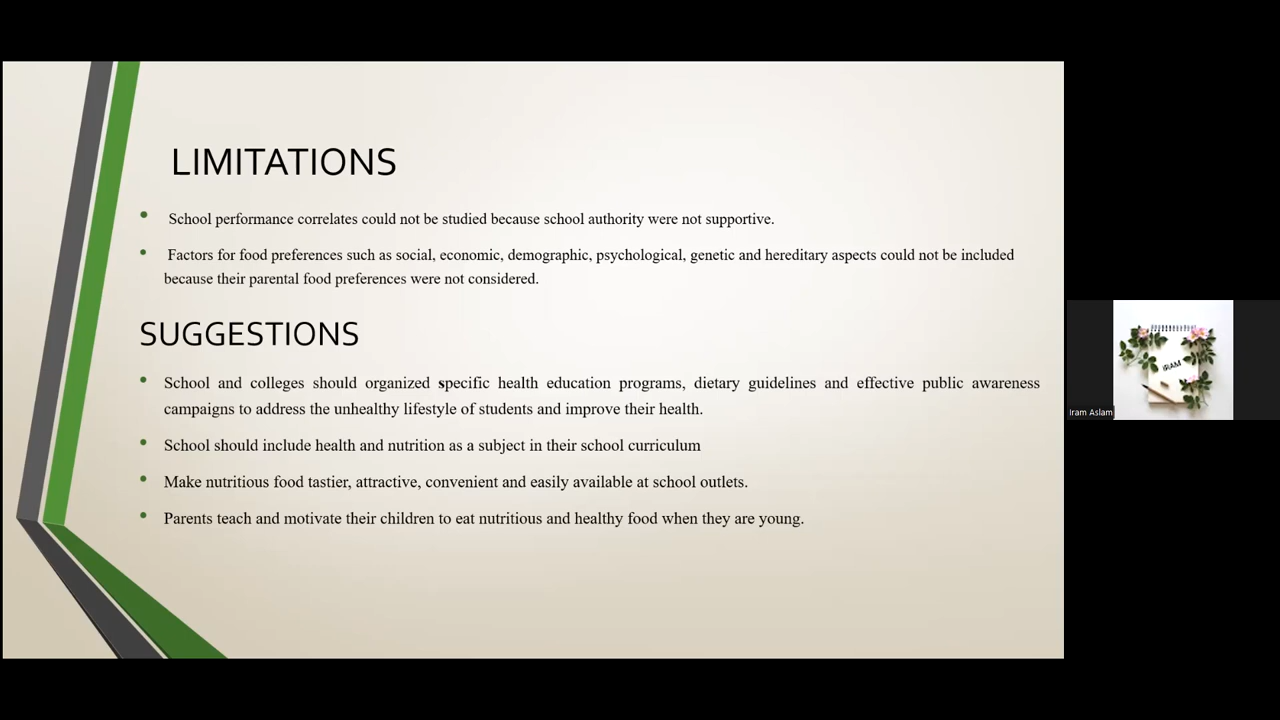 LIMITATIONS
School performance correlates could not be studied because school authority were not supportive.
Factors for food preferences such as social, economic, demographic, psychological, genetic and hereditary aspects could not be included
because their parental food preferences were not considered.
SUGGESTIONS
School and colleges should organized specific health education programs, dietary guidelines and effective public awareness
campaigns to address the unhealthy lifestyle of students and improve their health.
School should include health and nutrition as a subject in their school curriculum
Make nutritious food tastier, attractive, convenient and easily available at school outlets.
Parents teach and motivate their children to eat nutritious and healthy food when they are young.
IRAM
Iram Aslam